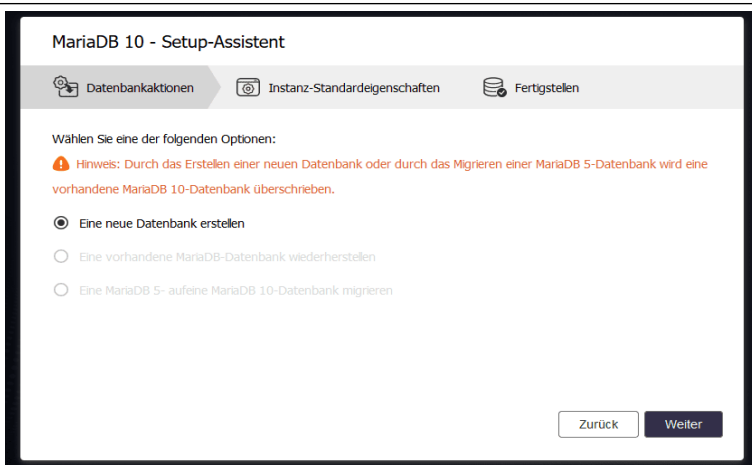 MariaDB 10 - Setup-Assistent
Datenbankaktionen
Instanz-Standardeigenschaften
Fertigstellen
Wählen Sie eine der folgenden Optionen:
Hinweis: Durch das Erstellen einer neuen Datenbank oder durch das Migrieren einer MariaDB 5-Datenbank wird eine
vorhandene MariaDB 10-Datenbank überschrieben.
Eine neue Datenbank erstellen
Eine vorhandene MariaDB-Datenbank wiederherstellen
Eine MariaDB 5- aufeine MariaDB 10-Datenbank migrieren
Zurück
Weiter